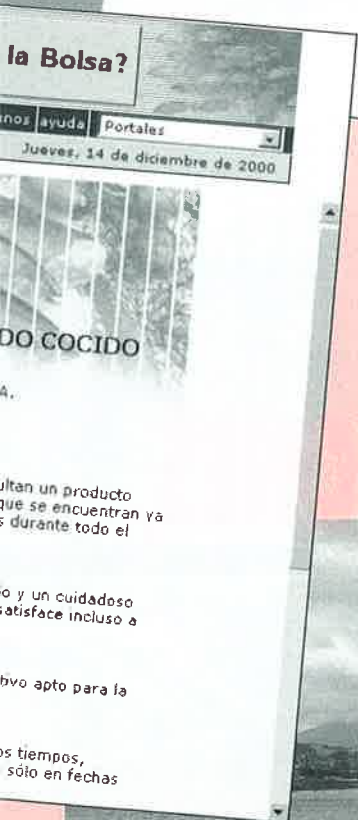 la Bolsa?
nos ayuda Portales
Jueves, 14 de diciembre de 2000
DO COCIDO
A.
ultan un producto
que se encuentran ya
s durante todo el
o y un cuidadoso
satisface incluso a
tivo apto para la
os tiempos,
sólo en fechas